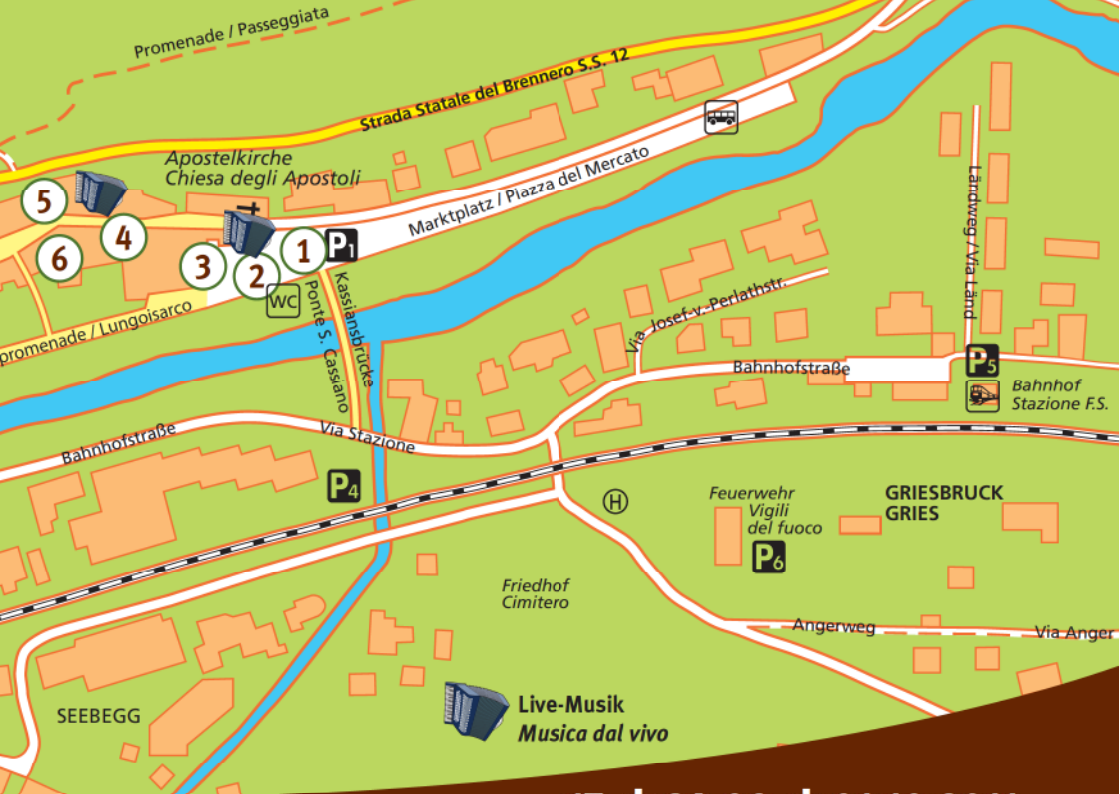 Promenade / Passeggiata
Strada Statale del Brennero S.S. 12
Apostelkirche
Chiesa degli Apostoli
Marktplatz / Piazza del Mercato
5
4
6
3
2
1
P1
WC
promenade / Lungoisarco
Kassiansbrücke
Ponte S. Cassiano
Ländweg / Via Länd
Via Josef-v.-Perlathstr.
Bahnhofstraße
P5
Bahnhof
Stazione F.S.
Bahnhofstraße
Via Stazione
P4
H
Feuerwehr
Vigili
del fuoco
P6
GRIESBRUCK
GRIES
Friedhof
Cimitero
Angerweg
Via Anger
SEEBEGG
Live-Musik
Musica dal vivo